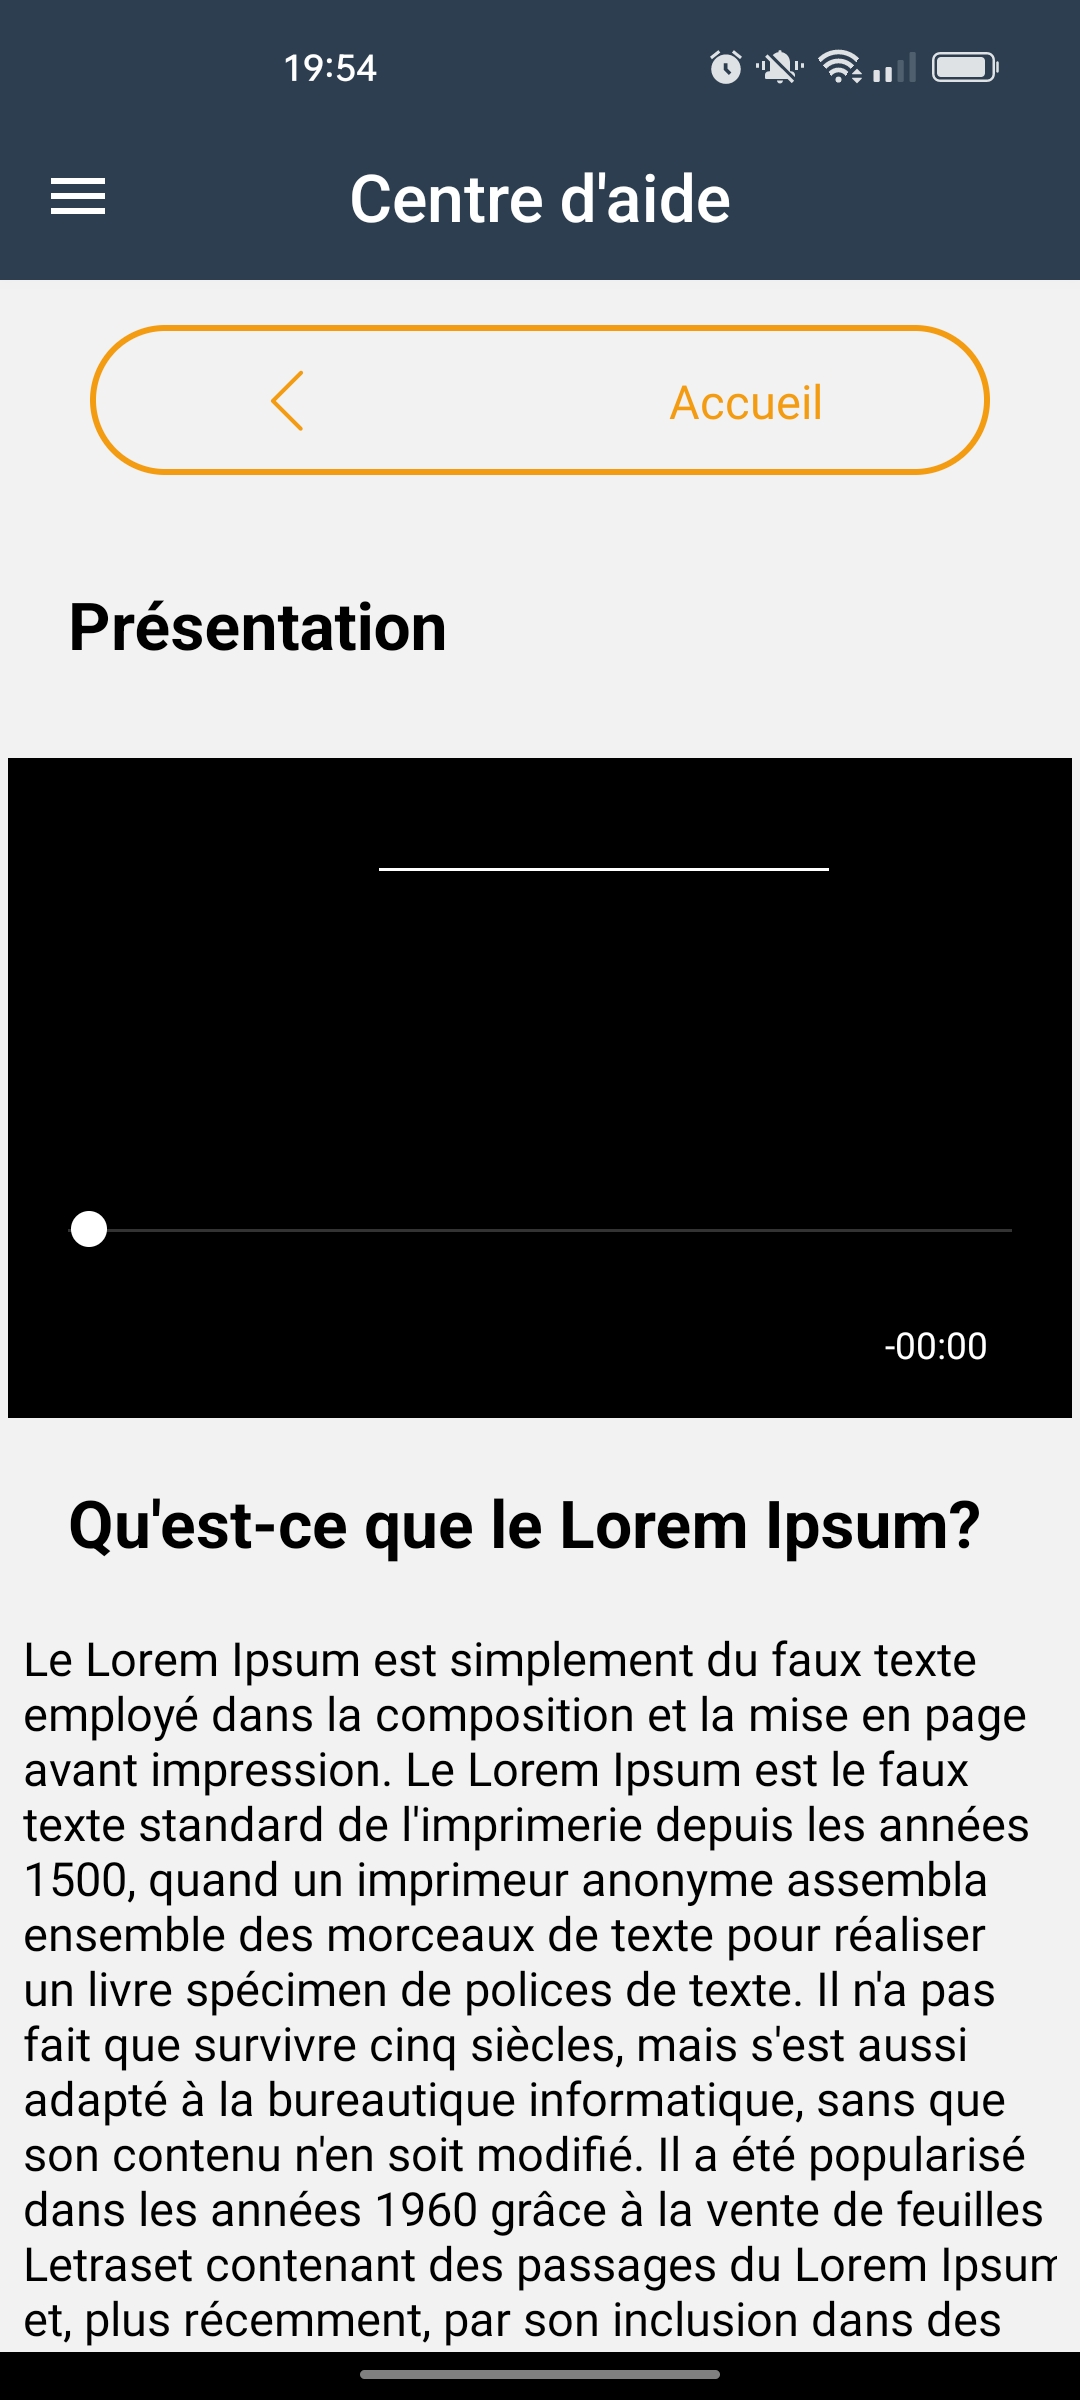 19:54
Centre d'aide
Accueil
Présentation
-00:00
Qu'est-ce que le Lorem Ipsum?
Le Lorem Ipsum est simplement du faux texte
employé dans la composition et la mise en page
avant impression. Le Lorem Ipsum est le faux
texte standard de l'imprimerie depuis les années
1500, quand un imprimeur anonyme assembla
ensemble des morceaux de texte pour réaliser
un livre spécimen de polices de texte. Il n'a pas
fait que survivre cinq siècles, mais s'est aussi
adapté à la bureautique informatique, sans que
son contenu n'en soit modifié. Il a été popularisé
dans les années 1960 grâce à la vente de feuilles
Letraset contenant des passages du Lorem Ipsum
et, plus récemment, par son inclusion dans des